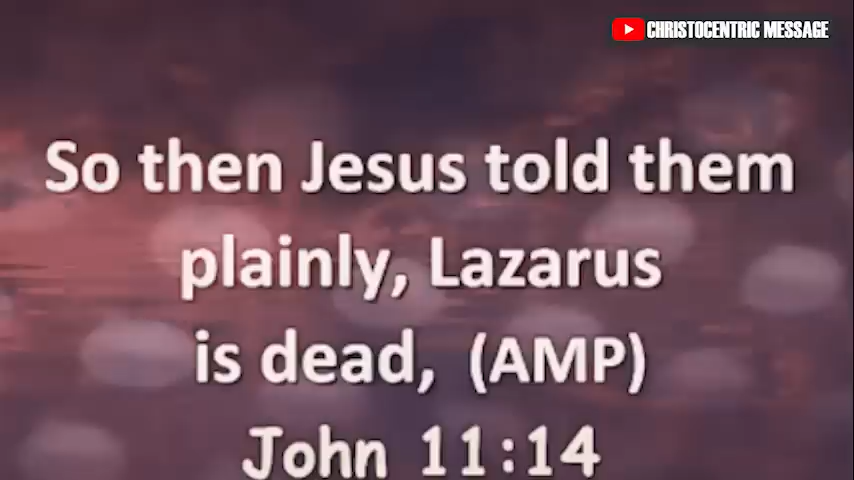 CHRISTOCENTRIC MESSAGE
So then Jesus told them
plainly, Lazarus
is dead, (AMP)
John 11:14